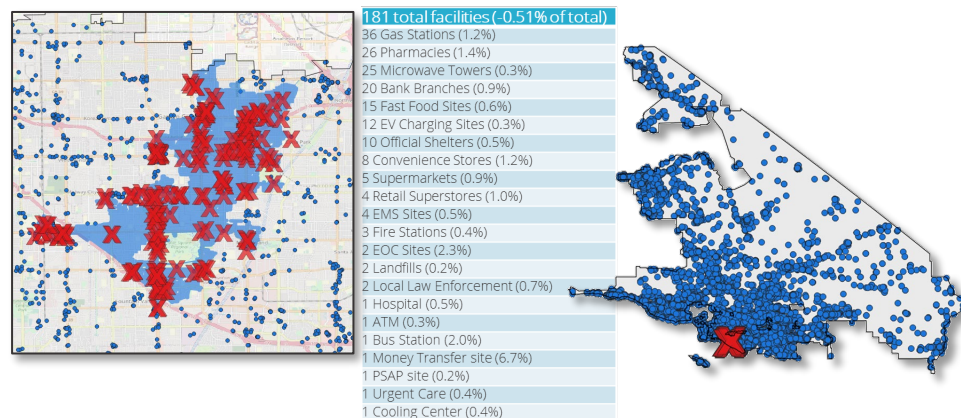 181 total facilities (-0.51% of total)
36 Gas Stations (1.2%)
26 Pharmacies (1.4%)
25 Microwave Towers (0.3%)
20 Bank Branches (0.9%)
15 Fast Food Sites (0.6%)
12 EV Charging Sites (0.3%)
10 Official Shelters (0.5%)
8 Convenience Stores (1.2%)
5 Supermarkets (0.9%)
4 Retail Superstores (1.0%)
4 EMS Sites (0.5%)
3 Fire Stations (0.4%)
2 EOC Sites (2.3%)
2 Landfills (0.2%)
2 Local Law Enforcement (0.7%)
1 Hospital (0.5%)
1 ATM (0.3%)
1 Bus Station (2.0%)
1 Money Transfer site (6.7%)
1 PSAP site (0.2%)
1 Urgent Care (0.4%)
1 Cooling Center (0.4%)